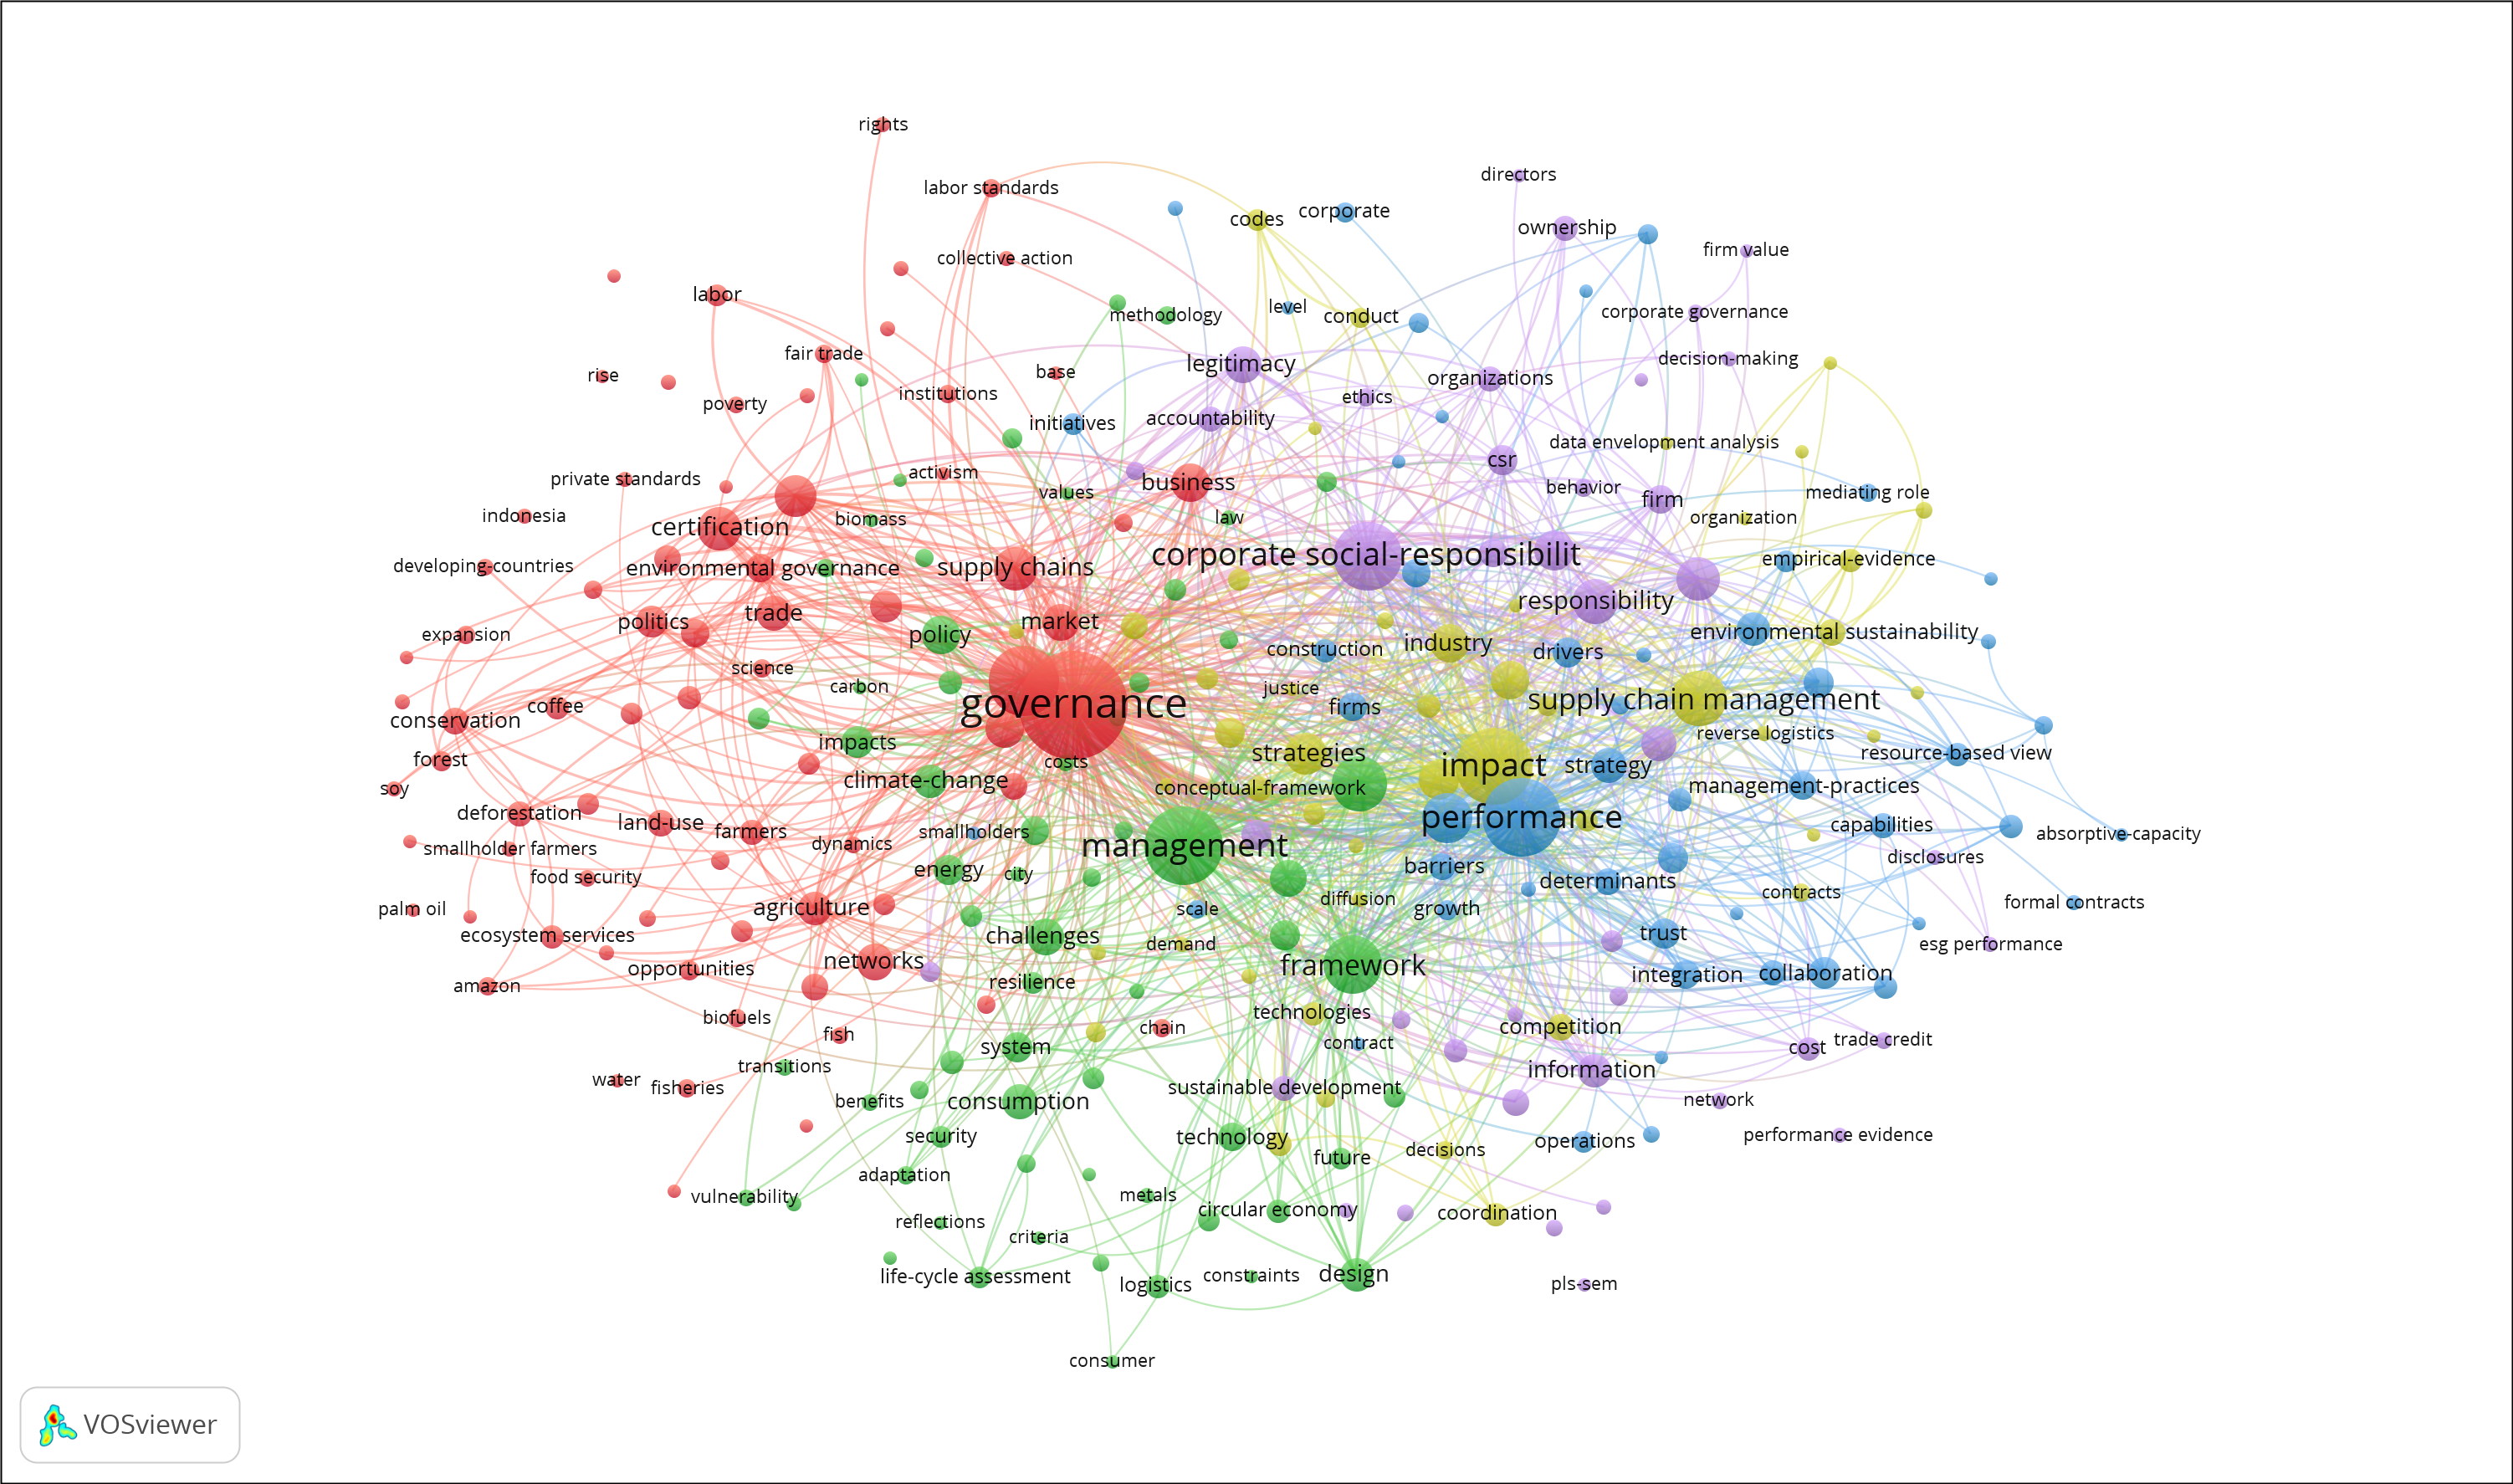 rights
directors
labor standards
codes
corporate
ownership
firm value
collective action
labor
level
methodology
conduct
corporate governance
fair trade
legitimacy
decision-making
rise
base
organizations
institutions
ethics
poverty
initiatives
accountability
data envelopment analysis
csr
activism
private standards
business
values
behavior
firm
mediating role
indonesia
certification
biomass
law
organization
developing-countries
environmental governance
supply chains
corporate social-responsibilit
empirical-evidence
trade
market
responsibility
politics
expansion
policy
industry
environmental sustainability
construction
drivers
science
carbon
justice
conservation
coffee
governance
firms
supply chain management
impacts
reverse logistics
forest
costs
strategies
impact
strategy
resource-based view
soy
climate-change
conceptual-framework
management-practices
deforestation
land-use
farmers
smallholders
performance
capabilities
absorptive-capacity
smallholder farmers
dynamics
management
disclosures
food security
energy
city
barriers
determinants
contracts
palm oil
agriculture
scale
diffusion
growth
formal contracts
ecosystem services
challenges
demand
trust
esg performance
opportunities
networks
framework
integration
collaboration
amazon
resilience
biofuels
fish
chain
technologies
competition
system
contract
cost
trade credit
water
fisheries
transitions
sustainable development
information
benefits
consumption
network
security
technology
operations
performance evidence
future
decisions
adaptation
vulnerability
metals
reflections
circular economy
coordination
criteria
life-cycle assessment
logistics
constraints
design
pls-sem
consumer
VOSviewer